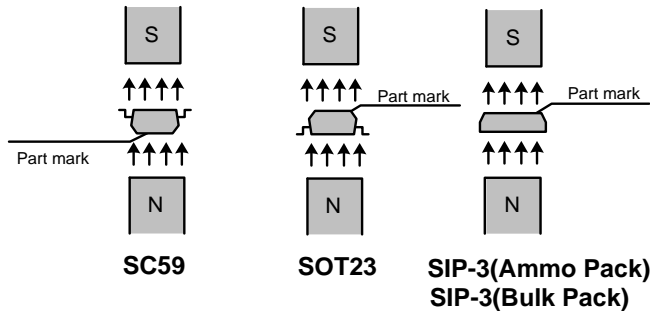 S
S
S
Part mark
Part mark
Part mark
N
N
N
SC59
SOT23
SIP-3(Ammo Pack)
SIP-3(Bulk Pack)